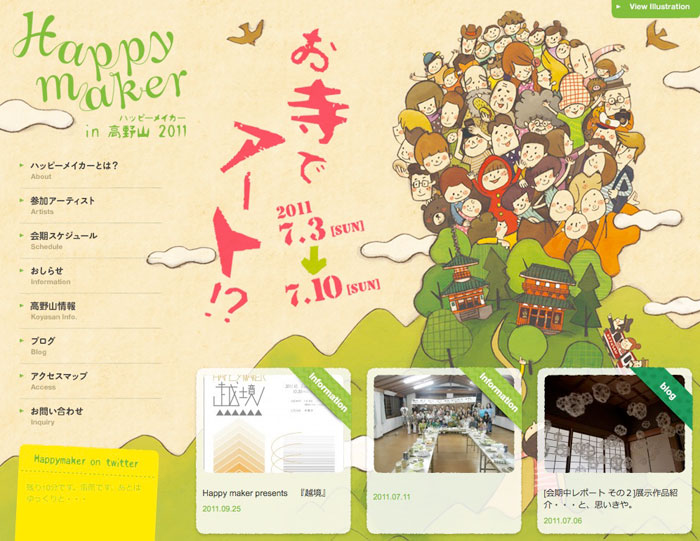 View Illustration
Happy
maker
ハッピーメイカー
in 高野山 2011
お寺で
アート!?
2011
7.3 [SUN]
7.10 [SUN]
ハッピーメイカーとは？
About
参加アーティスト
Artists
会期スケジュール
Schedule
おしらせ
Information
高野山情報
Koyasan Info.
ブログ
Blog
アクセスマップ
Access
お問い合わせ
Inquiry
Happymaker on twitter
ゆっくりと・・・
Information
越境
Happy maker presents 『越境』
2011.09.25
Information
2011.07.11
blog
[会期中レポート その２]展示作品紹
介・・・と、思いきや。
2011.07.06